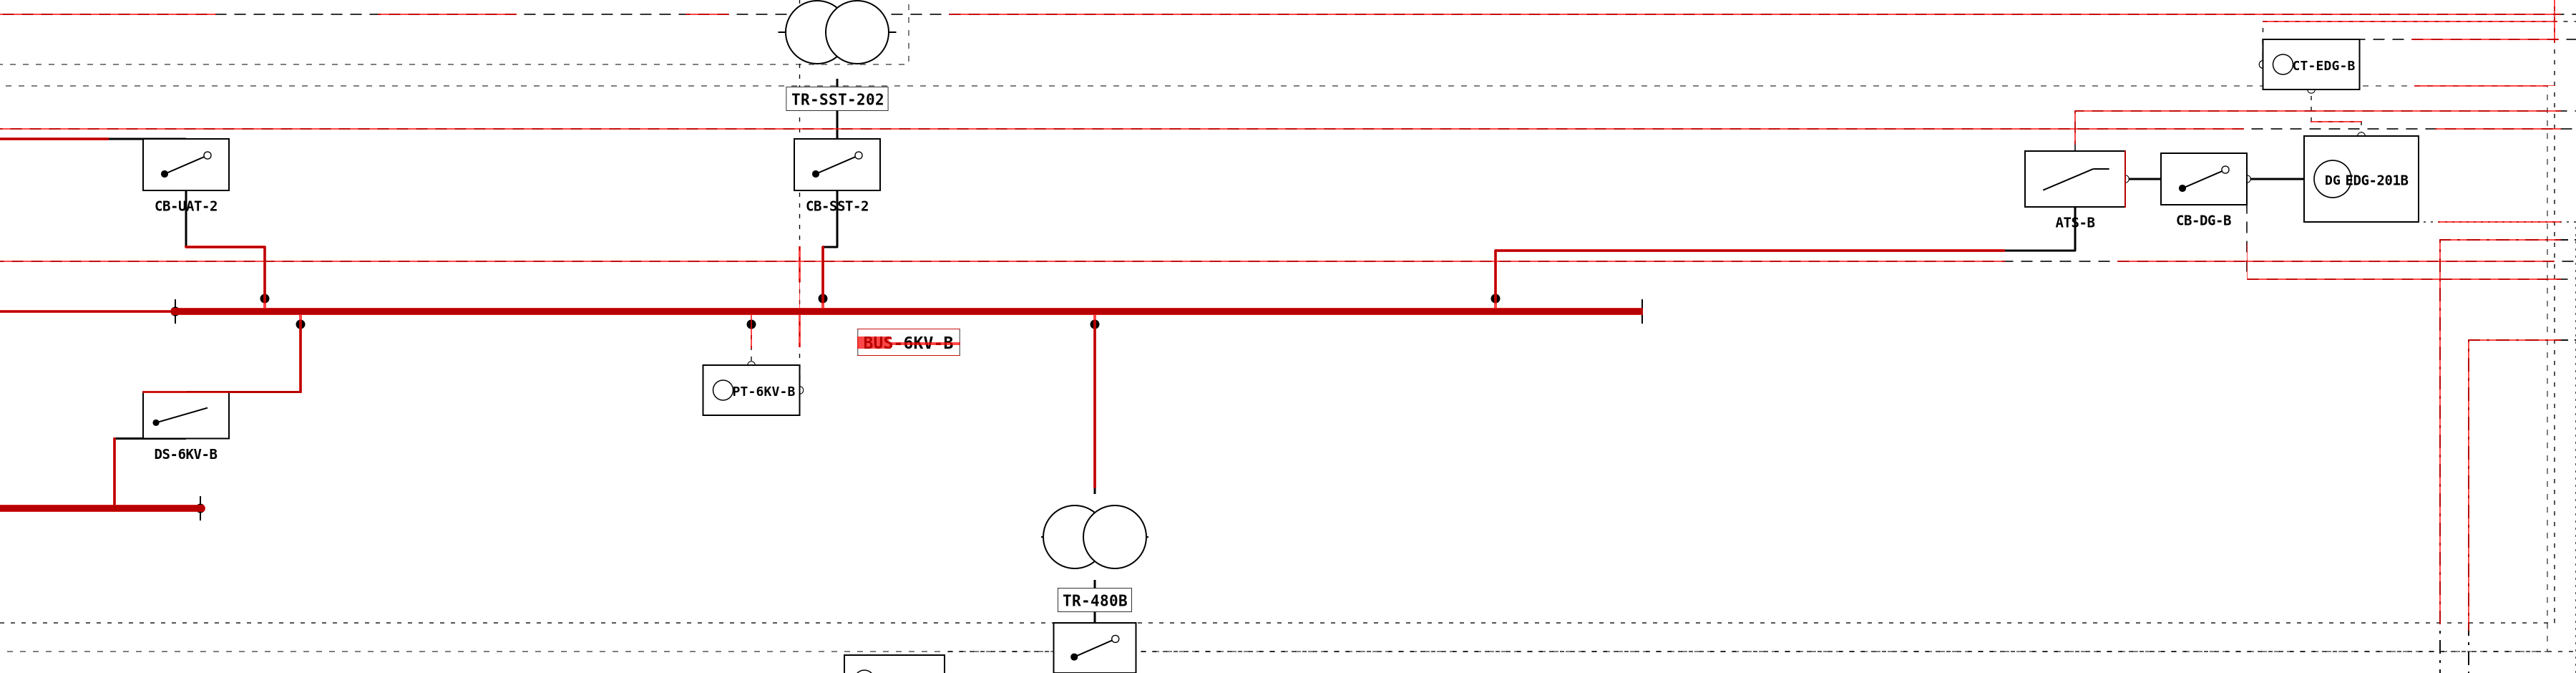 CT-EDG-B
TR-SST-202
CB-UAT-2
CB-SST-2
DG EDG-201B
ATS-B
CB-DG-B
BUS-6KV-B
PT-6KV-B
DS-6KV-B
TR-480B